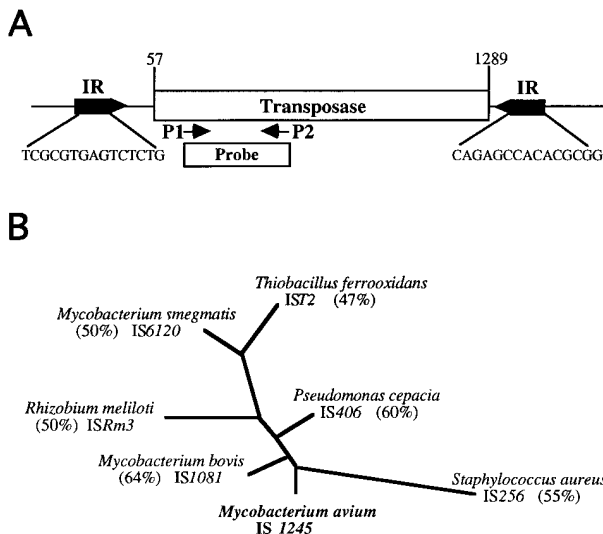 A
57 1289
IR IR
Transposase
P1 P2
TCGCGTGAGTCTCTG Probe CAGAGCCACACGCGG
B
Thiobacillus ferrooxidans
IST2 (47%)
Mycobacterium smegmatis
(50%) IS6120
Pseudomonas cepacia
IS406 (60%)
Rhizobium meliloti
(50%) ISRm3
Mycobacterium bovis
(64%) IS1081
Staphylococcus aureus
IS256 (55%)
Mycobacterium avium
IS 1245